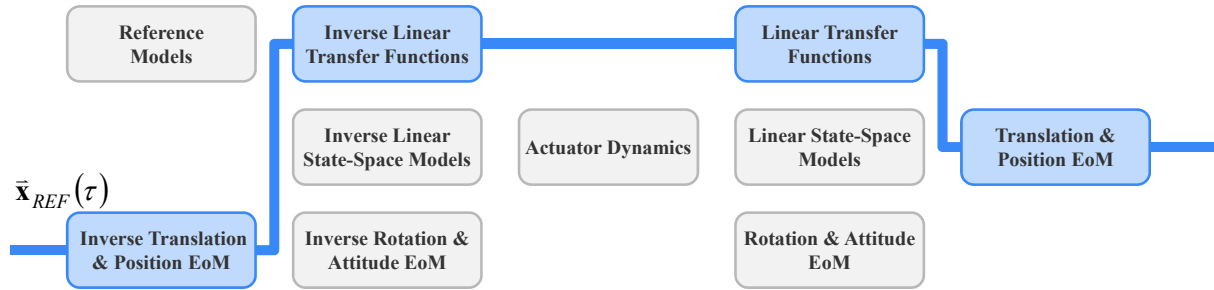 Reference
Models
Inverse Linear
Transfer Functions
Linear Transfer
Functions
Inverse Linear
State-Space Models
Actuator Dynamics
Linear State-Space
Models
Translation &
Position EoM
x⃗_REF(τ)
Inverse Translation
& Position EoM
Inverse Rotation &
Attitude EoM
Rotation & Attitude
EoM